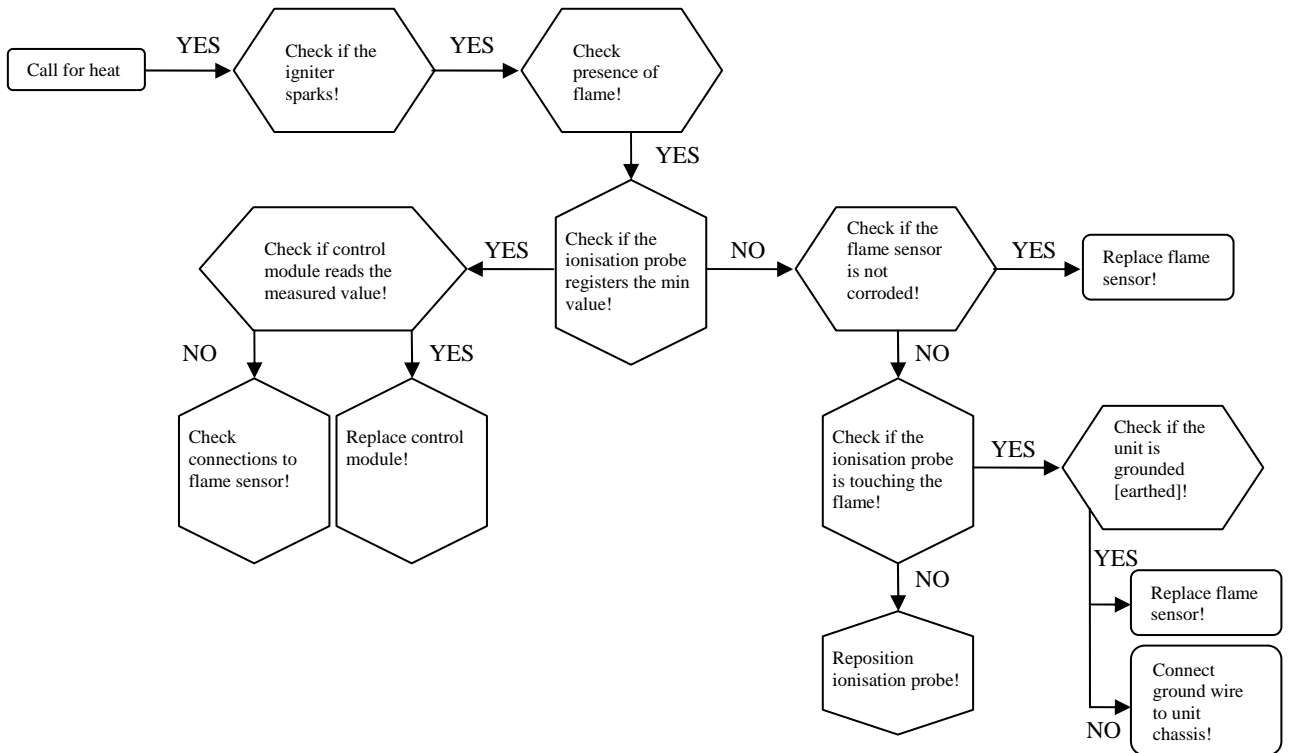 YES
YES
Call for heat
Check if the
igniter
sparks!
Check
presence of
flame!
YES
Check if control
module reads the
measured value!
YES
Check if the
ionisation probe
registers the min
value!
NO
Check if the
flame sensor
is not
corroded!
YES
Replace flame
sensor!
NO
YES
NO
Check
connections to
flame sensor!
Replace control
module!
Check if the
ionisation probe
is touching the
flame!
YES
Check if the
unit is
grounded
[earthed]!
YES
NO
Replace flame
sensor!
Reposition
ionisation probe!
Connect
ground wire
to unit
chassis!
NO